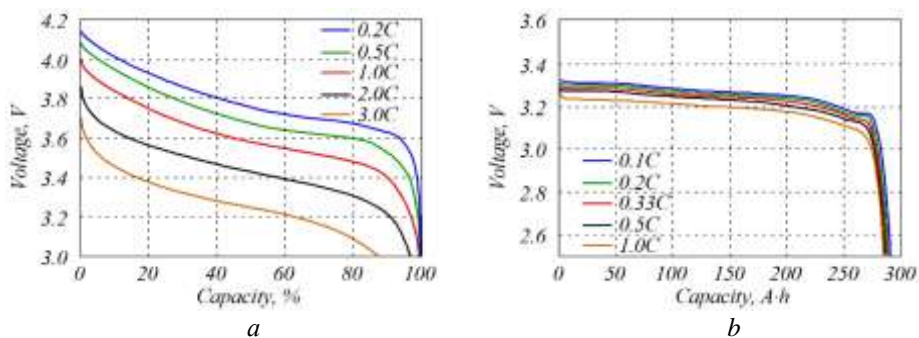 4.2
4.0
3.8
3.6
3.4
3.2
3.0
Voltage, V
0.2C
0.5C
1.0C
2.0C
3.0C
0 20 40 60 80 100
Capacity, %
a
3.6
3.4
3.2
3.0
2.8
2.6
Voltage, V
0.1C
0.2C
0.33C
0.5C
1.0C
0 50 100 150 200 250 300
Capacity, A·h
b